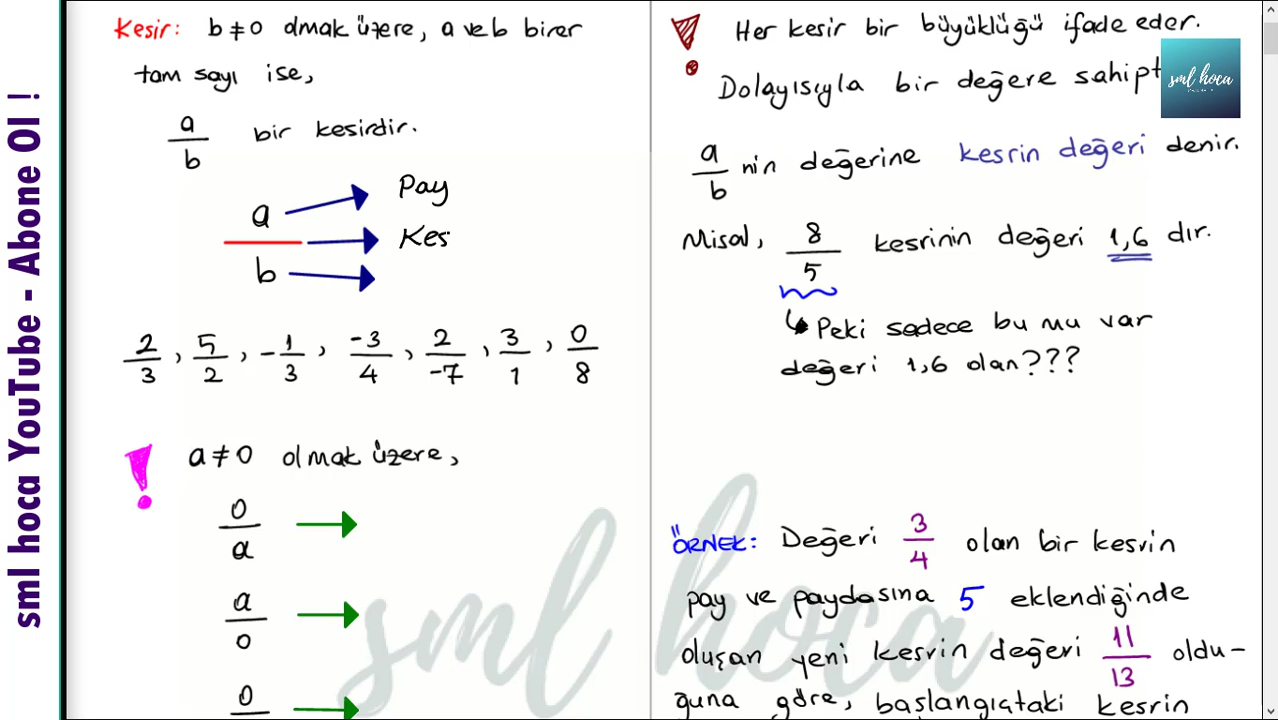 sml hoca YouTube - Abone Ol !
Kesir: b≠0 olmak üzere, a ve b birer
tam sayı ise,
a/b bir kesirdir.
a → Pay
→ Kes
b →
2/3, 5/2, -1/3, -3/4, 2/-7, 3/1, 0/8
! a≠0 olmak üzere,
0/a →
a/0 →
0 →
! Her kesir bir büyüklüğü ifade eder.
Dolayısıyla bir değere sahipt
sml hoca
a/b nin değerine kesrin değeri denir.
Misal, 8/5 kesrinin değeri 1,6 dır.
↳ Peki sadece bu mu var
değeri 1,6 olan???
ÖRNEK: Değeri 3/4 olan bir kesrin
pay ve paydasına 5 eklendiğinde
oluşan yeni kesrin değeri 11/13 oldu-
ğuna göre, başlangıçtaki kesrin
sml hoca